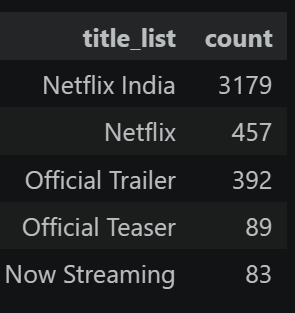 title_list count
Netflix India 3179
Netflix 457
Official Trailer 392
Official Teaser 89
Now Streaming 83